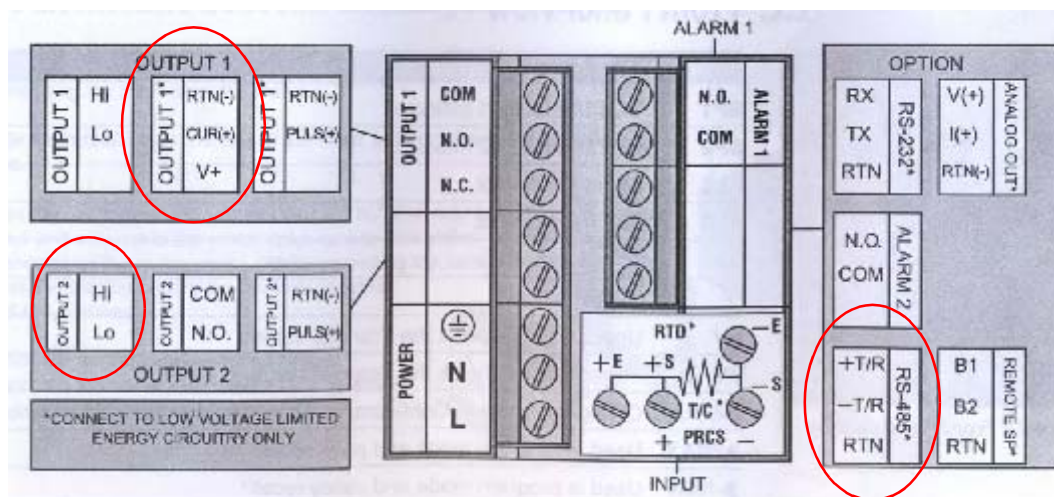 ALARM 1
OUTPUT 1
OUTPUT 1
Hi
Lo
OUTPUT 1*
RTN(-)
CUR(+)
V+
OUTPUT 1*
RTN(-)
PULS(+)
OUTPUT 2
Hi
Lo
OUTPUT 2
COM
N.O.
OUTPUT 2*
RTN(-)
PULS(+)
OUTPUT 2
*CONNECT TO LOW VOLTAGE LIMITED
ENERGY CIRCUITRY ONLY
OUTPUT 1
COM
N.O.
N.C.
POWER
N
L
N.O.
COM
ALARM 1
RTD*
+E
+S
-E
-S
T/C*
+ PRCS -
INPUT
OPTION
RX
TX
RTN
RS-232*
V(+)
I(+)
RTN(-)
ANALOG OUT*
N.O.
COM
ALARM 2
+T/R
-T/R
RTN
RS-485*
B1
B2
RTN
REMOTE SP*